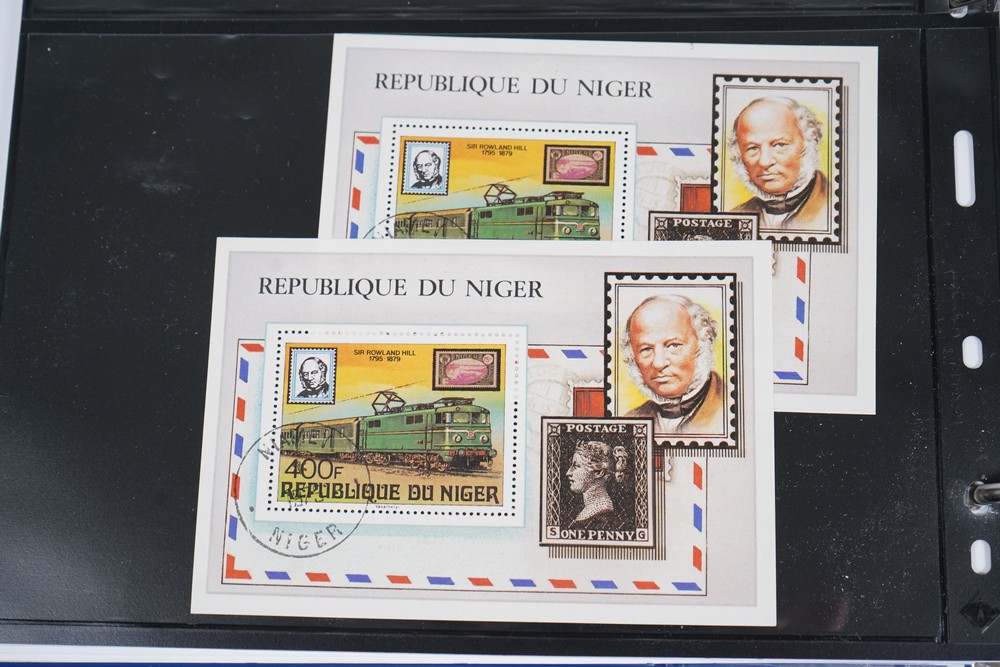 REPUBLIQUE DU NIGER
SIR ROWLAND HILL
1795 1879
POSTAGE
REPUBLIQUE DU NIGER
SIR ROWLAND HILL
1795 1879
400F
REPUBLIQUE DU NIGER
NIGER
POSTAGE
S ONE PENNY G